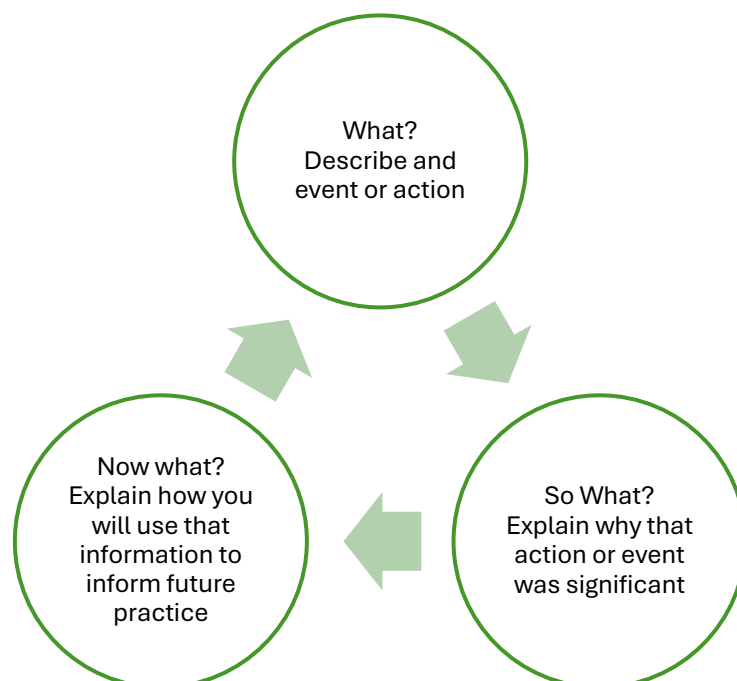 What?
Describe and
event or action
So What?
Explain why that
action or event
was significant
Now what?
Explain how you
will use that
information to
inform future
practice